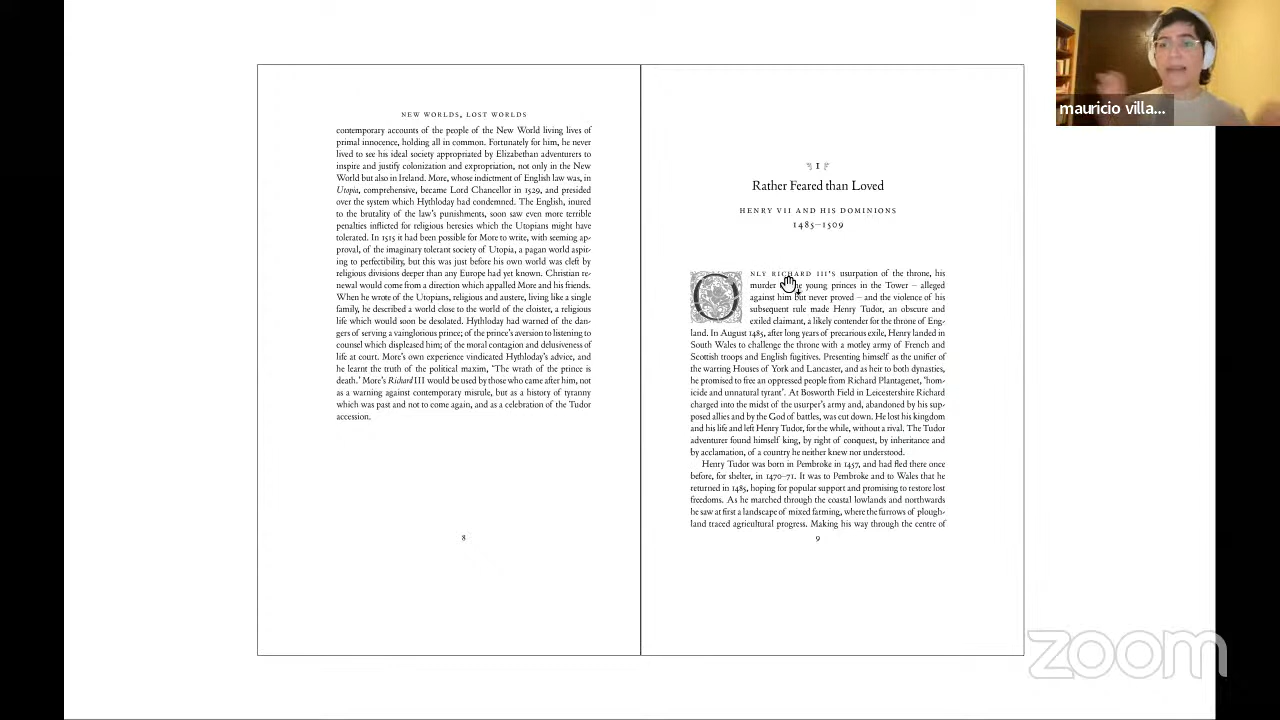 NEW WORLDS, LOST WORLDS
contemporary accounts of the people of the New World living lives of
primal innocence, holding all in common. Fortunately for him, he never
lived to see his ideal society appropriated by Elizabethan adventurers to
inspire and justify colonization and expropriation, not only in the New
World but also in Ireland. More, whose indictment of English law was, in
Utopia, comprehensive, became Lord Chancellor in 1529, and presided
over the system which Hythloday had condemned. The English, inured
to the brutality of the law's punishments, soon saw even more terrible
penalties inflicted for religious heresies which the Utopians might have
tolerated. In 1515 it had been possible for More to write, with seeming ap-
proval, of the imaginary tolerant society of Utopia, a pagan world aspir-
ing to perfectibility, but this was just before his own world was cleft by
religious divisions deeper than any Europe had yet known. Christian re-
newal would come from a direction which appalled More and his friends.
When he wrote of the Utopians, religious and austere, living like a single
family, he described a world close to the world of the cloister, a religious
life which would soon be desolated. Hythloday had warned of the dan-
gers of serving a vainglorious prince; of the prince's aversion to listening to
counsel which displeased him; of the moral contagion and delusiveness of
life at court. More's own experience vindicated Hythloday's advice, and
he learnt the truth of the political maxim, 'The wrath of the prince is
death.' More's Richard III would be used by those who came after him, not
as a warning against contemporary misrule, but as a history of tyranny
which was past and not to come again, and as a celebration of the Tudor
accession.
8
I
Rather Feared than Loved
HENRY VII AND HIS DOMINIONS
1485–1509
ONLY RICHARD III'S usurpation of the throne, his
murder young princes in the Tower – alleged
against him but never proved – and the violence of his
subsequent rule made Henry Tudor, an obscure and
exiled claimant, a likely contender for the throne of Eng-
land. In August 1485, after long years of precarious exile, Henry landed in
South Wales to challenge the throne with a motley army of French and
Scottish troops and English fugitives. Presenting himself as the unifier of
the warring Houses of York and Lancaster, and as heir to both dynasties,
he promised to free an oppressed people from Richard Plantagenet, 'hom-
icide and unnatural tyrant'. At Bosworth Field in Leicestershire Richard
charged into the midst of the usurper's army and, abandoned by his sup-
posed allies and by the God of battles, was cut down. He lost his kingdom
and his life and left Henry Tudor, for the while, without a rival. The Tudor
adventurer found himself king, by right of conquest, by inheritance and
by acclamation, of a country he neither knew nor understood.
Henry Tudor was born in Pembroke in 1457, and had fled there once
before, for shelter, in 1470–71. It was to Pembroke and to Wales that he
returned in 1485, hoping for popular support and promising to restore lost
freedoms. As he marched through the coastal lowlands and northwards
he saw at first a landscape of mixed farming, where the furrows of plough-
land traced agricultural progress. Making his way through the centre of
9
mauricio villa...
zoom